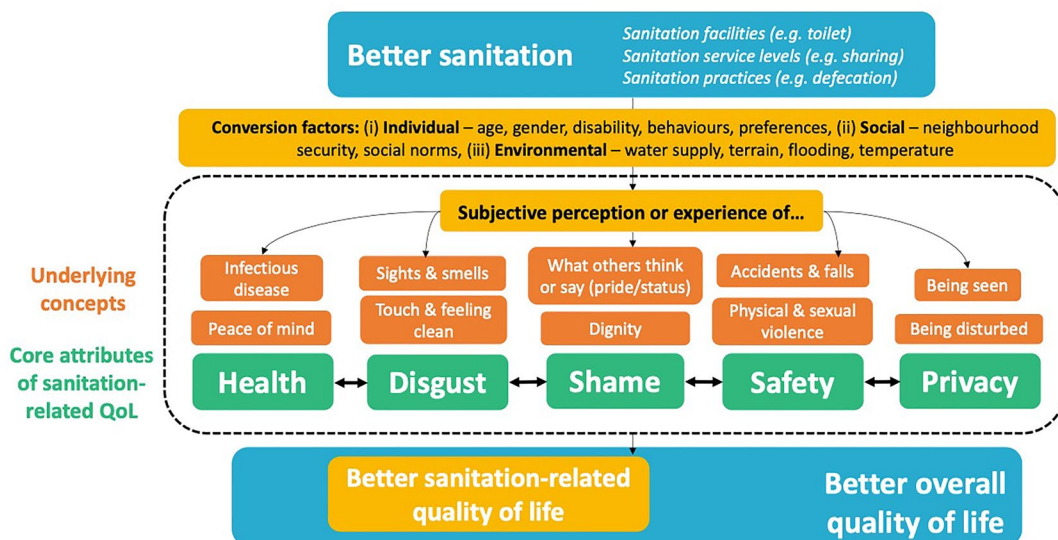 Better sanitation
Sanitation facilities (e.g. toilet)
Sanitation service levels (e.g. sharing)
Sanitation practices (e.g. defecation)
Conversion factors: (i) Individual – age, gender, disability, behaviours, preferences, (ii) Social – neighbourhood
security, social norms, (iii) Environmental – water supply, terrain, flooding, temperature
Subjective perception or experience of...
Underlying
concepts
Infectious
disease
Peace of mind
Sights & smells
Touch & feeling
clean
What others think
or say (pride/status)
Dignity
Accidents & falls
Physical & sexual
violence
Being seen
Being disturbed
Core attributes
of sanitation-
related QoL
Health
Disgust
Shame
Safety
Privacy
Better sanitation-related
quality of life
Better overall
quality of life